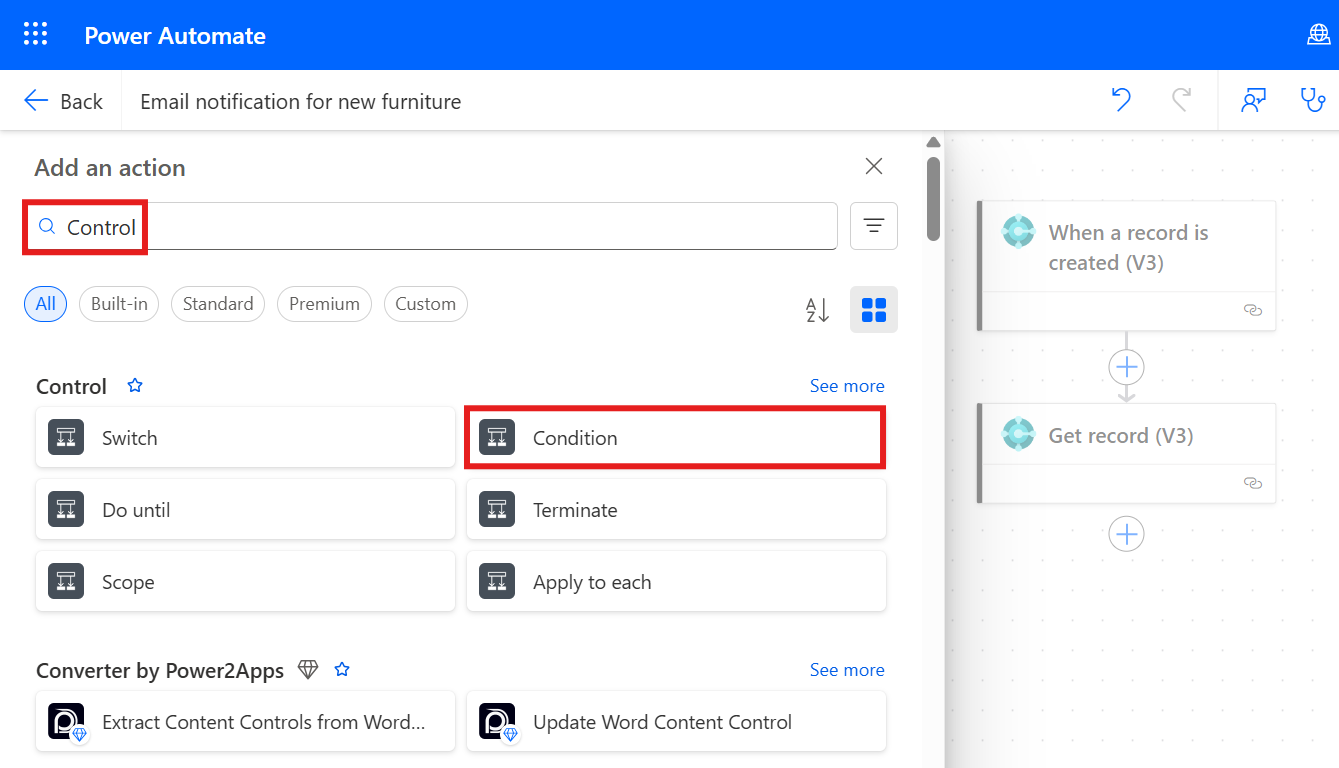 Power Automate
Back
Email notification for new furniture
Add an action
Control
All
Built-in
Standard
Premium
Custom
A
Z
Control
See more
Switch
Condition
Do until
Terminate
Scope
Apply to each
Converter by Power2Apps
See more
Extract Content Controls from Word...
Update Word Content Control
When a record is
created (V3)
Get record (V3)